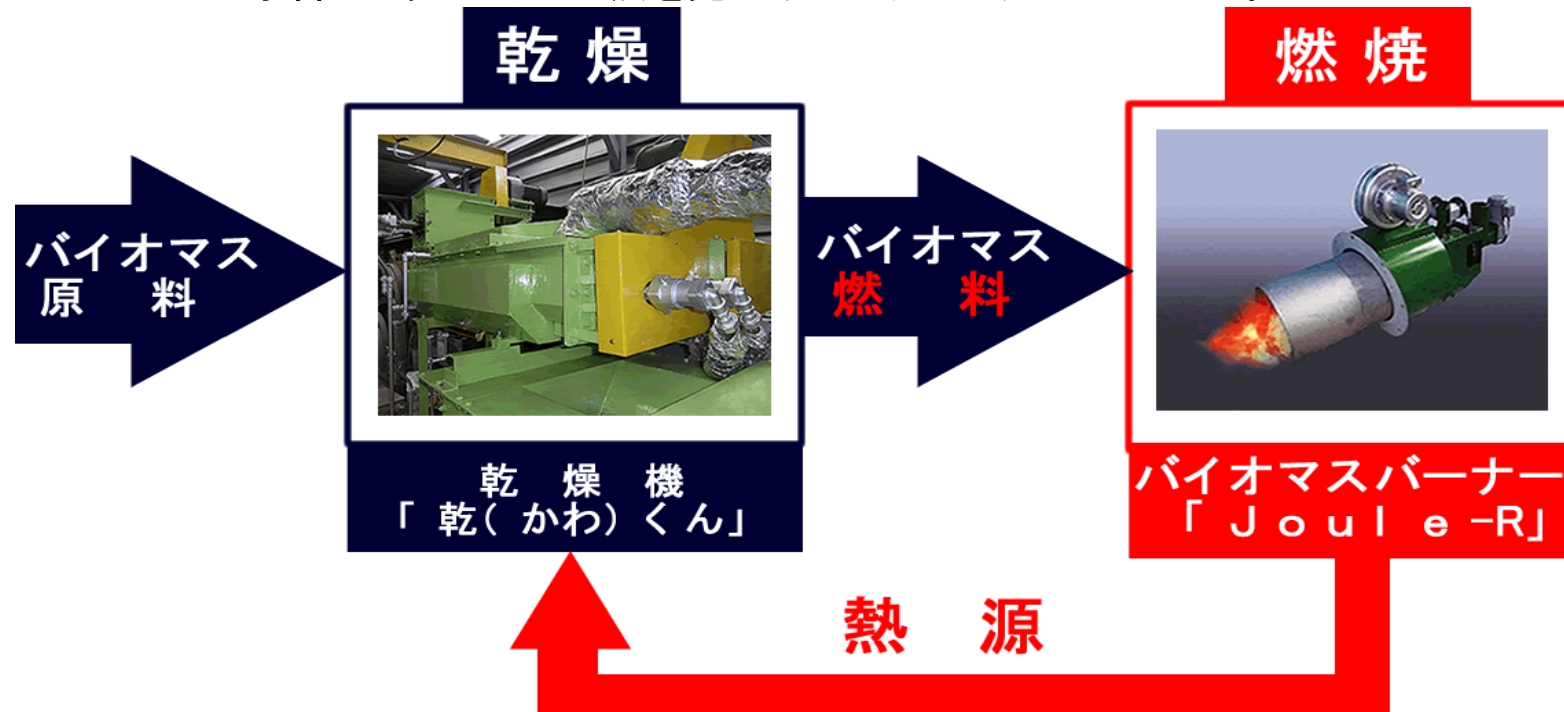 乾燥
燃焼
バイオマス
原料
バイオマス
燃料
乾燥機
「乾(かわ)くん」
バイオマスバーナー
「Joule-R」
熱源